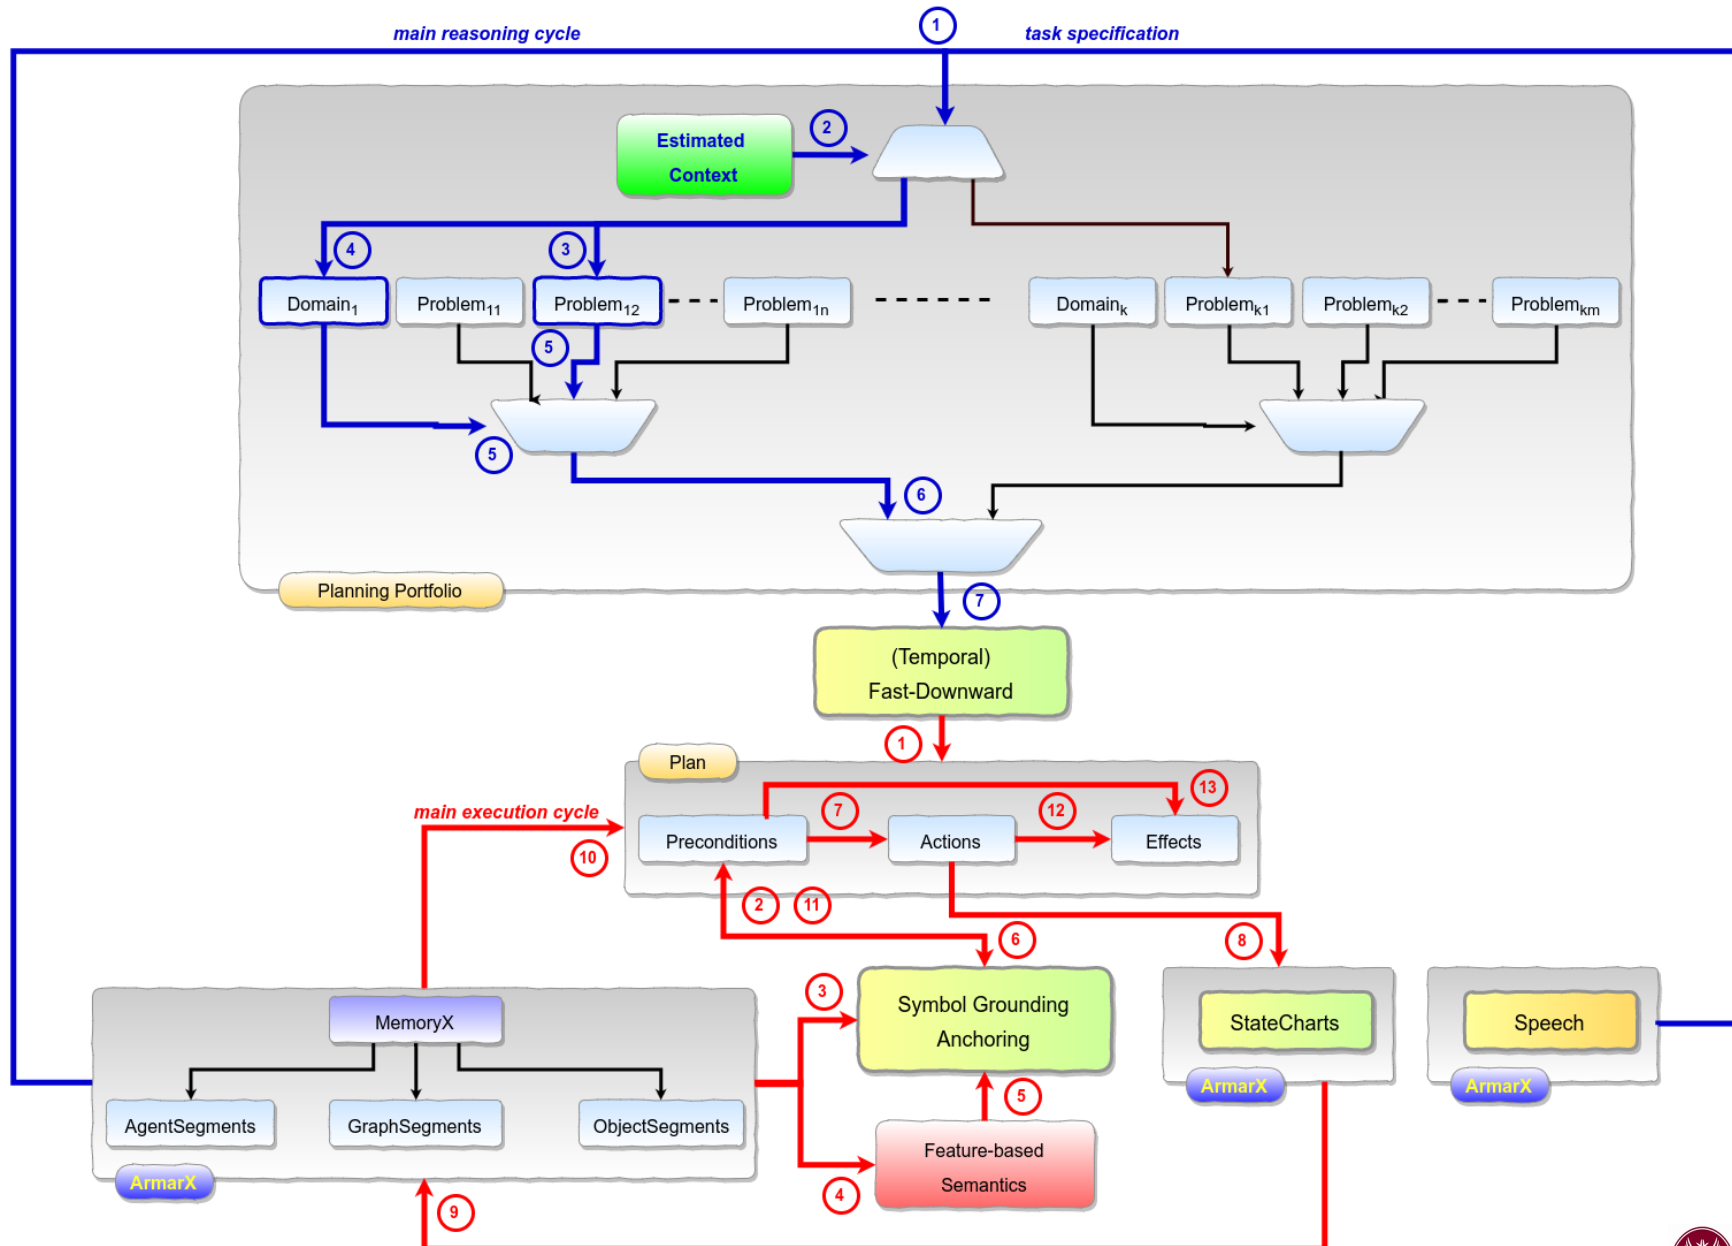 main reasoning cycle
1
task specification
Estimated
Context
2
4
3
Domain1
Problem11
Problem12
Problem1n
Domaink
Problemk1
Problemk2
Problemkm
5
5
6
Planning Portfolio
7
(Temporal)
Fast-Downward
1
Plan
13
main execution cycle
7
12
10
Preconditions
Actions
Effects
2
11
6
8
3
MemoryX
Symbol Grounding
Anchoring
StateCharts
Speech
5
ArmarX
ArmarX
AgentSegments
GraphSegments
ObjectSegments
Feature-based
Semantics
ArmarX
4
9